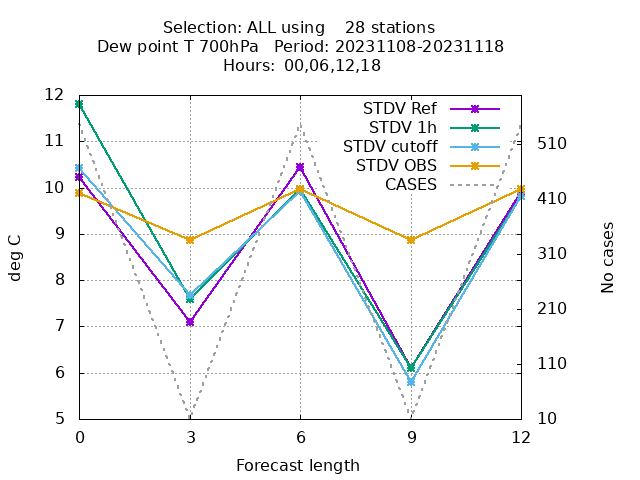 Selection: ALL using    28 stations
Dew point T 700hPa   Period: 20231108-20231118
Hours: 00,06,12,18
STDV Ref
STDV 1h
STDV cutoff
STDV OBS
CASES
12
11
10
9
8
7
6
5
deg C
510
410
310
210
110
10
No cases
0 3 6 9 12
Forecast length